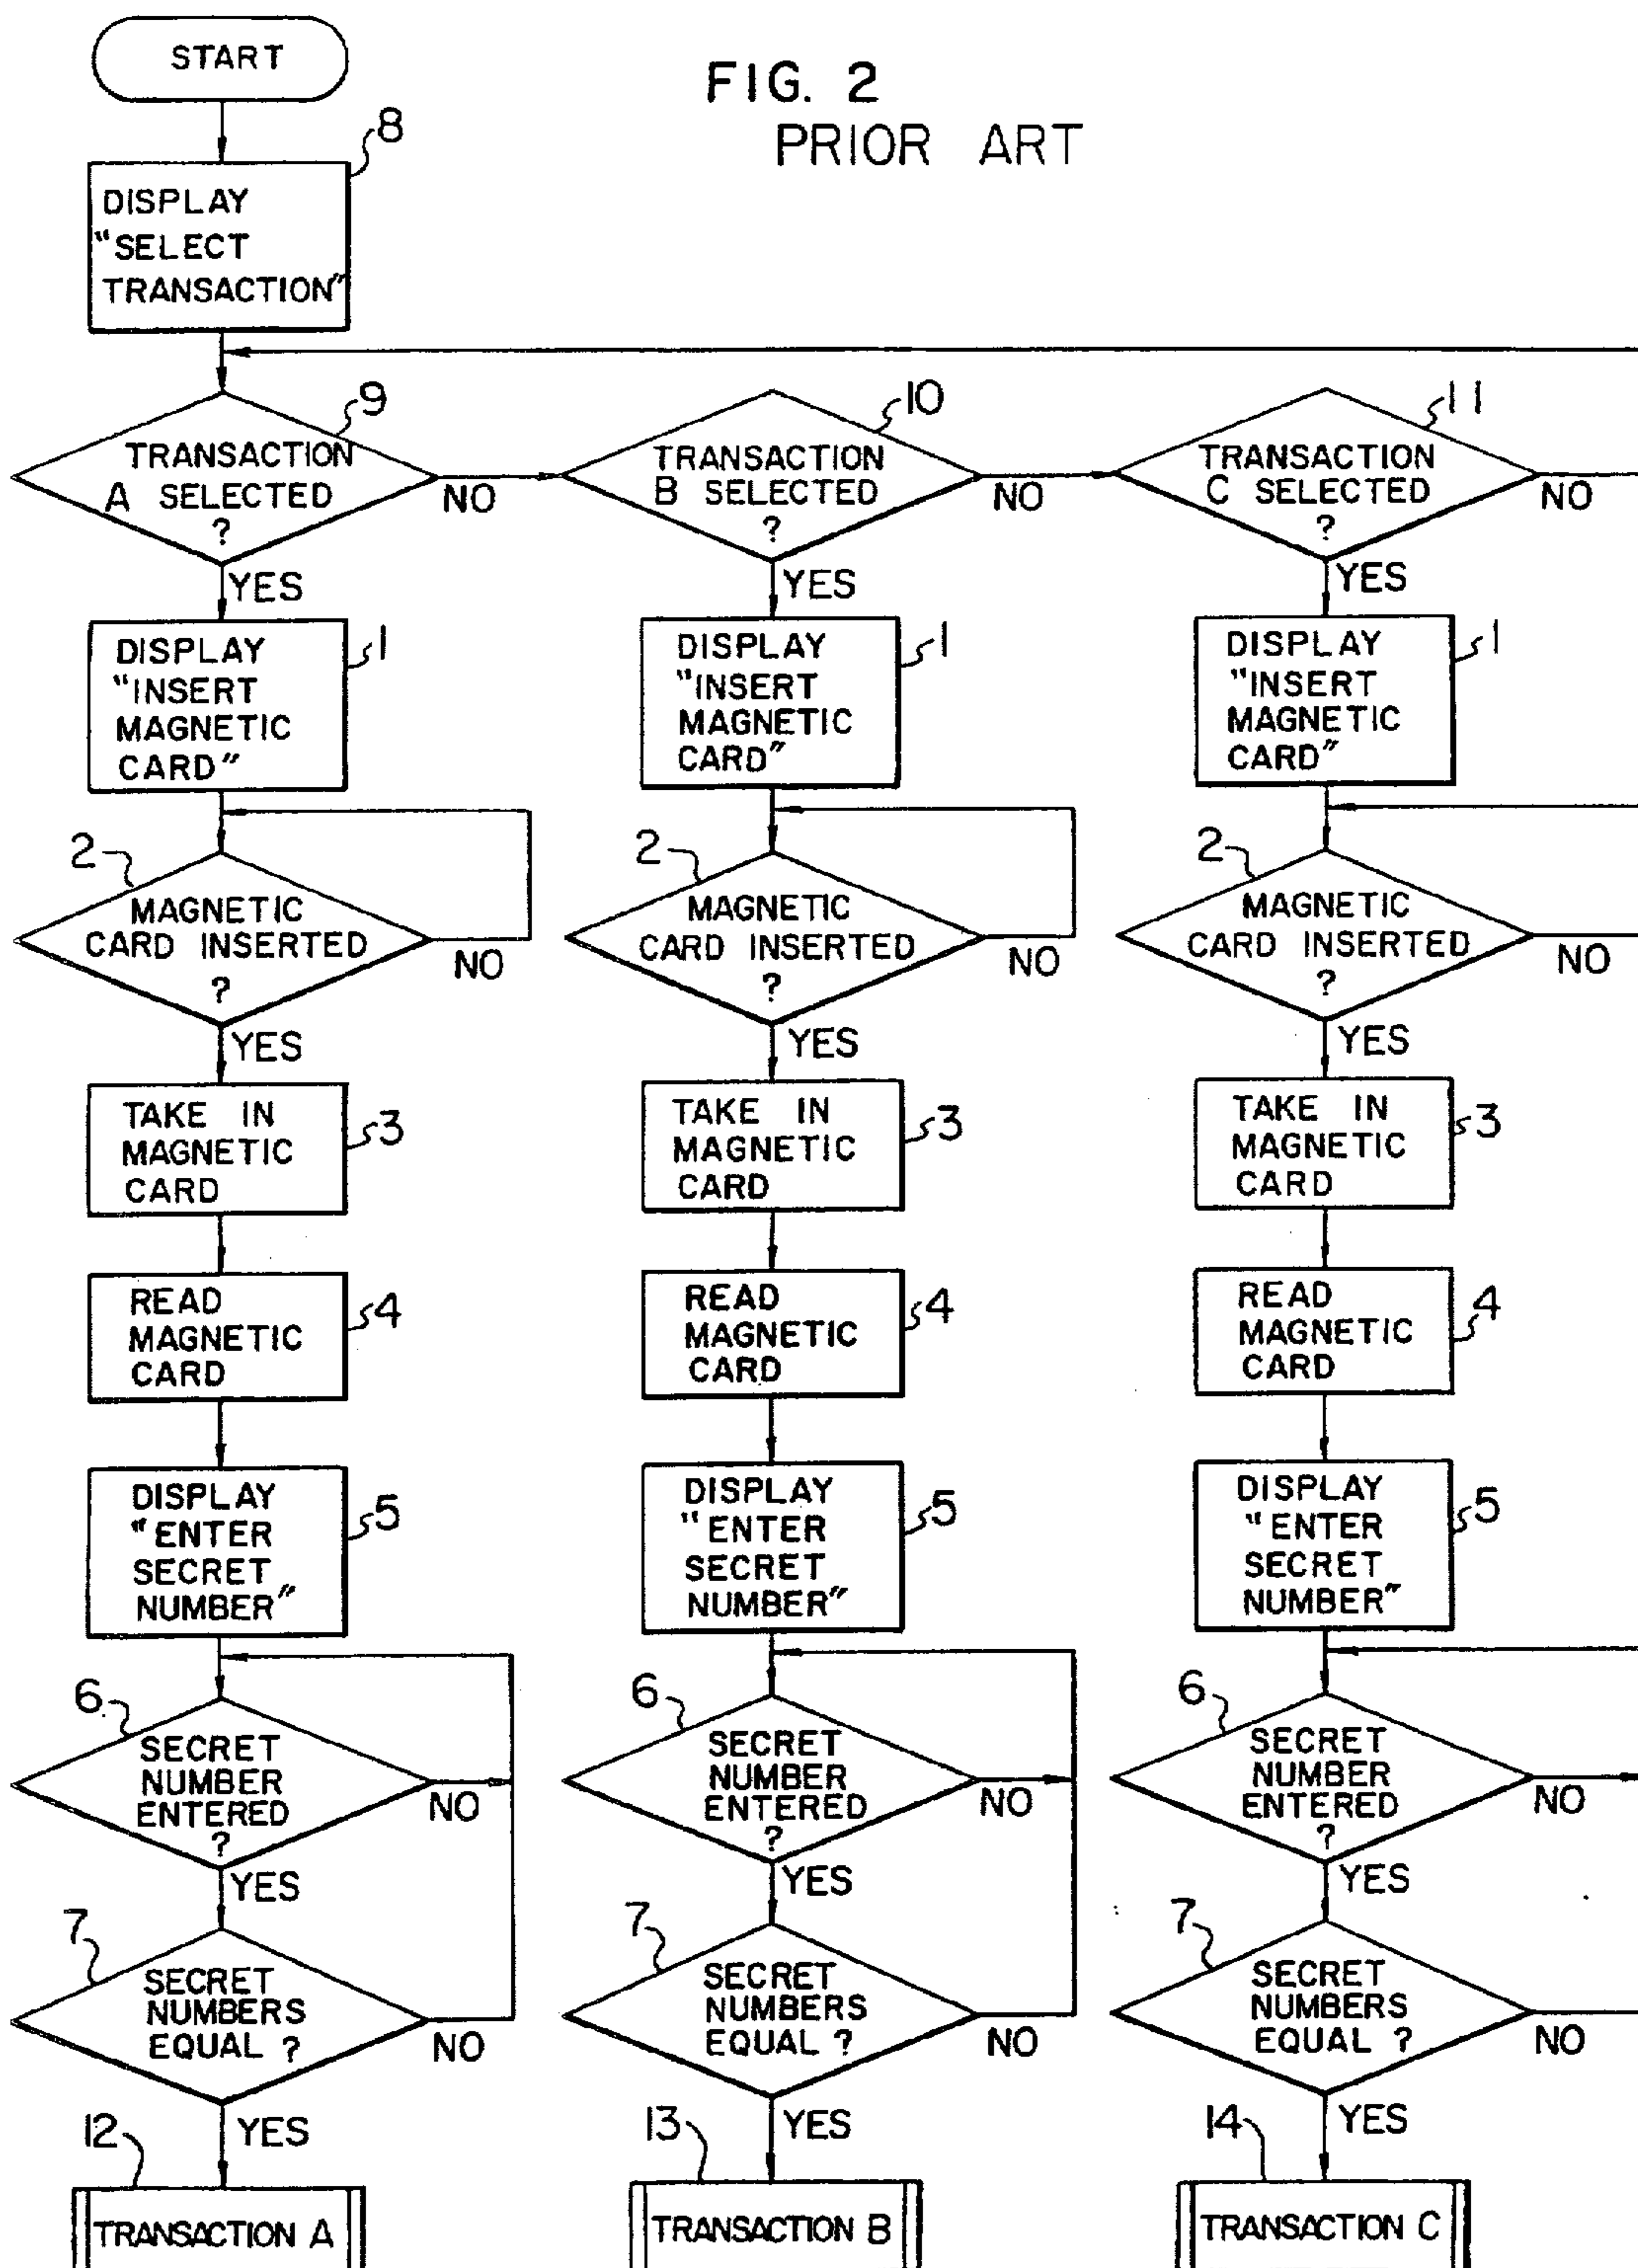 START
FIG. 2
PRIOR ART
8
DISPLAY
"SELECT
TRANSACTION"
9
TRANSACTION
A SELECTED
?
NO
YES
10
TRANSACTION
B SELECTED
?
NO
YES
11
TRANSACTION
C SELECTED
?
NO
YES
1
DISPLAY
"INSERT
MAGNETIC
CARD"
1
DISPLAY
"INSERT
MAGNETIC
CARD"
1
DISPLAY
"INSERT
MAGNETIC
CARD"
2
MAGNETIC
CARD INSERTED
?
NO
YES
2
MAGNETIC
CARD INSERTED
?
NO
YES
2
MAGNETIC
CARD INSERTED
?
NO
YES
3
TAKE IN
MAGNETIC
CARD
3
TAKE IN
MAGNETIC
CARD
3
TAKE IN
MAGNETIC
CARD
4
READ
MAGNETIC
CARD
4
READ
MAGNETIC
CARD
4
READ
MAGNETIC
CARD
5
DISPLAY
"ENTER
SECRET
NUMBER"
5
DISPLAY
"ENTER
SECRET
NUMBER"
5
DISPLAY
"ENTER
SECRET
NUMBER"
6
SECRET
NUMBER
ENTERED
?
NO
YES
6
SECRET
NUMBER
ENTERED
?
NO
YES
6
SECRET
NUMBER
ENTERED
?
NO
YES
7
SECRET
NUMBERS
EQUAL ?
NO
YES
7
SECRET
NUMBERS
EQUAL ?
NO
YES
7
SECRET
NUMBERS
EQUAL ?
NO
YES
12
TRANSACTION A
13
TRANSACTION B
14
TRANSACTION C